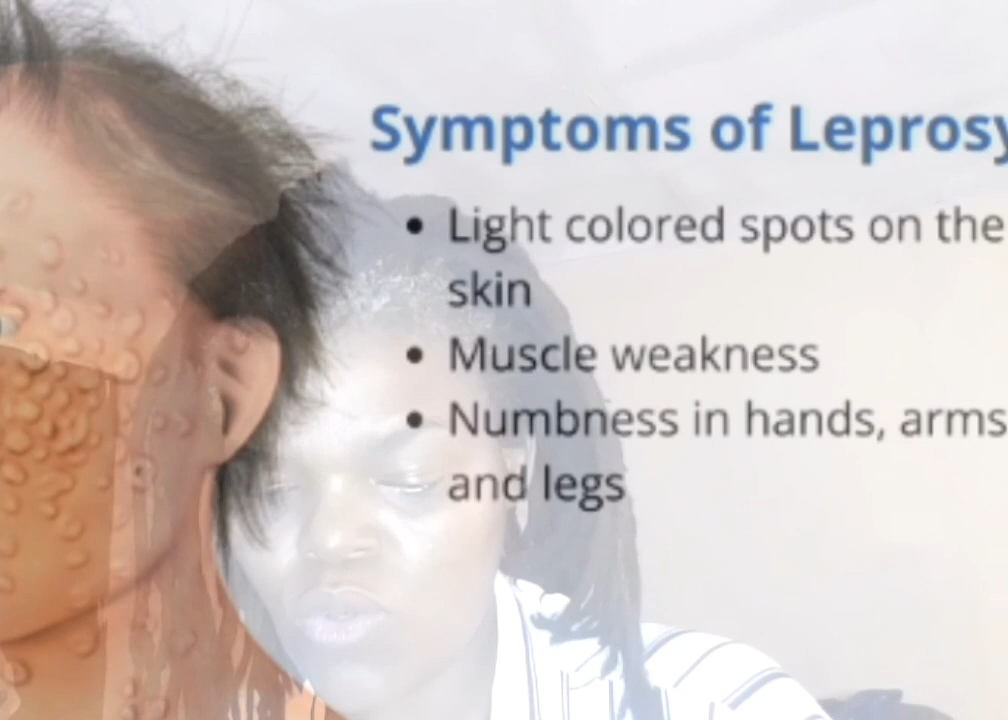 Symptoms of Leprosy
• Light colored spots on the
skin
• Muscle weakness
• Numbness in hands, arms
and legs